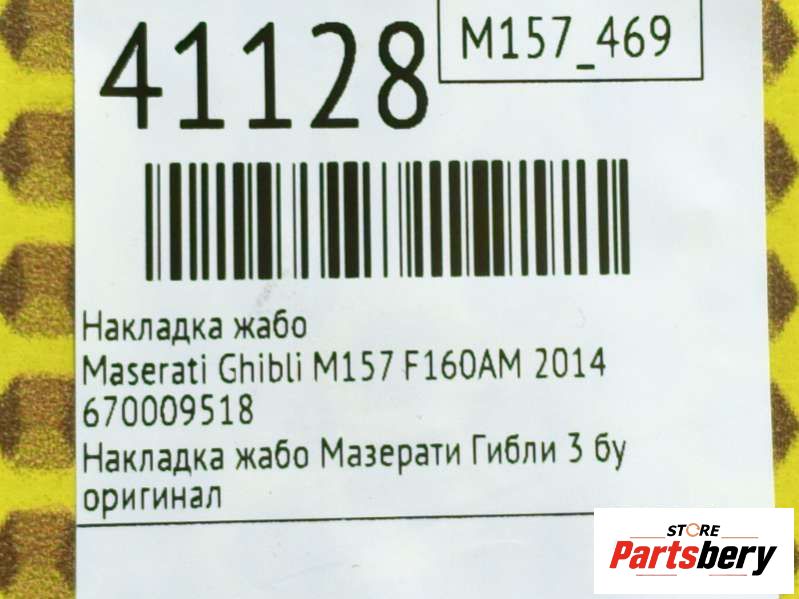 41128
M157_469
Накладка жабо
Maserati Ghibli M157 F160AM 2014
670009518
Накладка жабо Мазерати Гибли 3 бу
оригинал
STORE
Partsbery